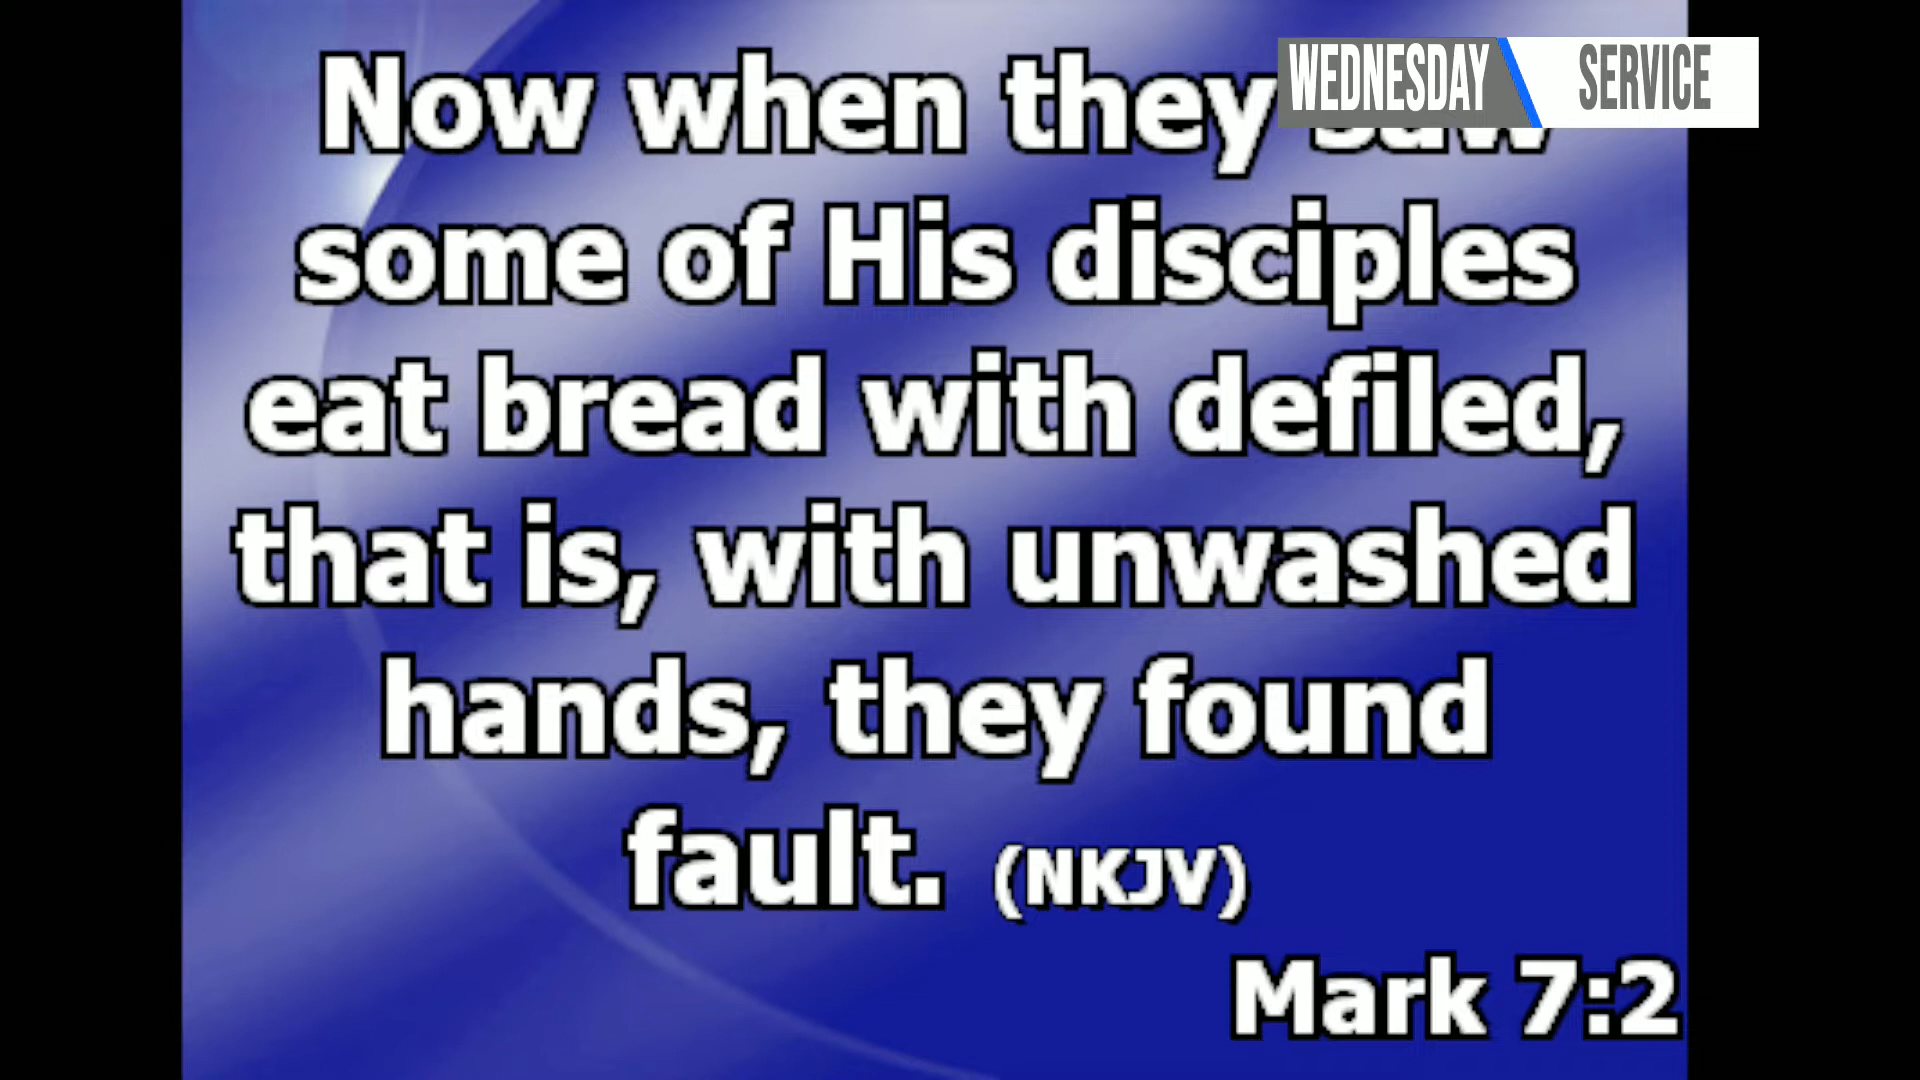 Now when they saw
some of His disciples
eat bread with defiled,
that is, with unwashed
hands, they found
fault. (NKJV)
Mark 7:2
WEDNESDAY SERVICE